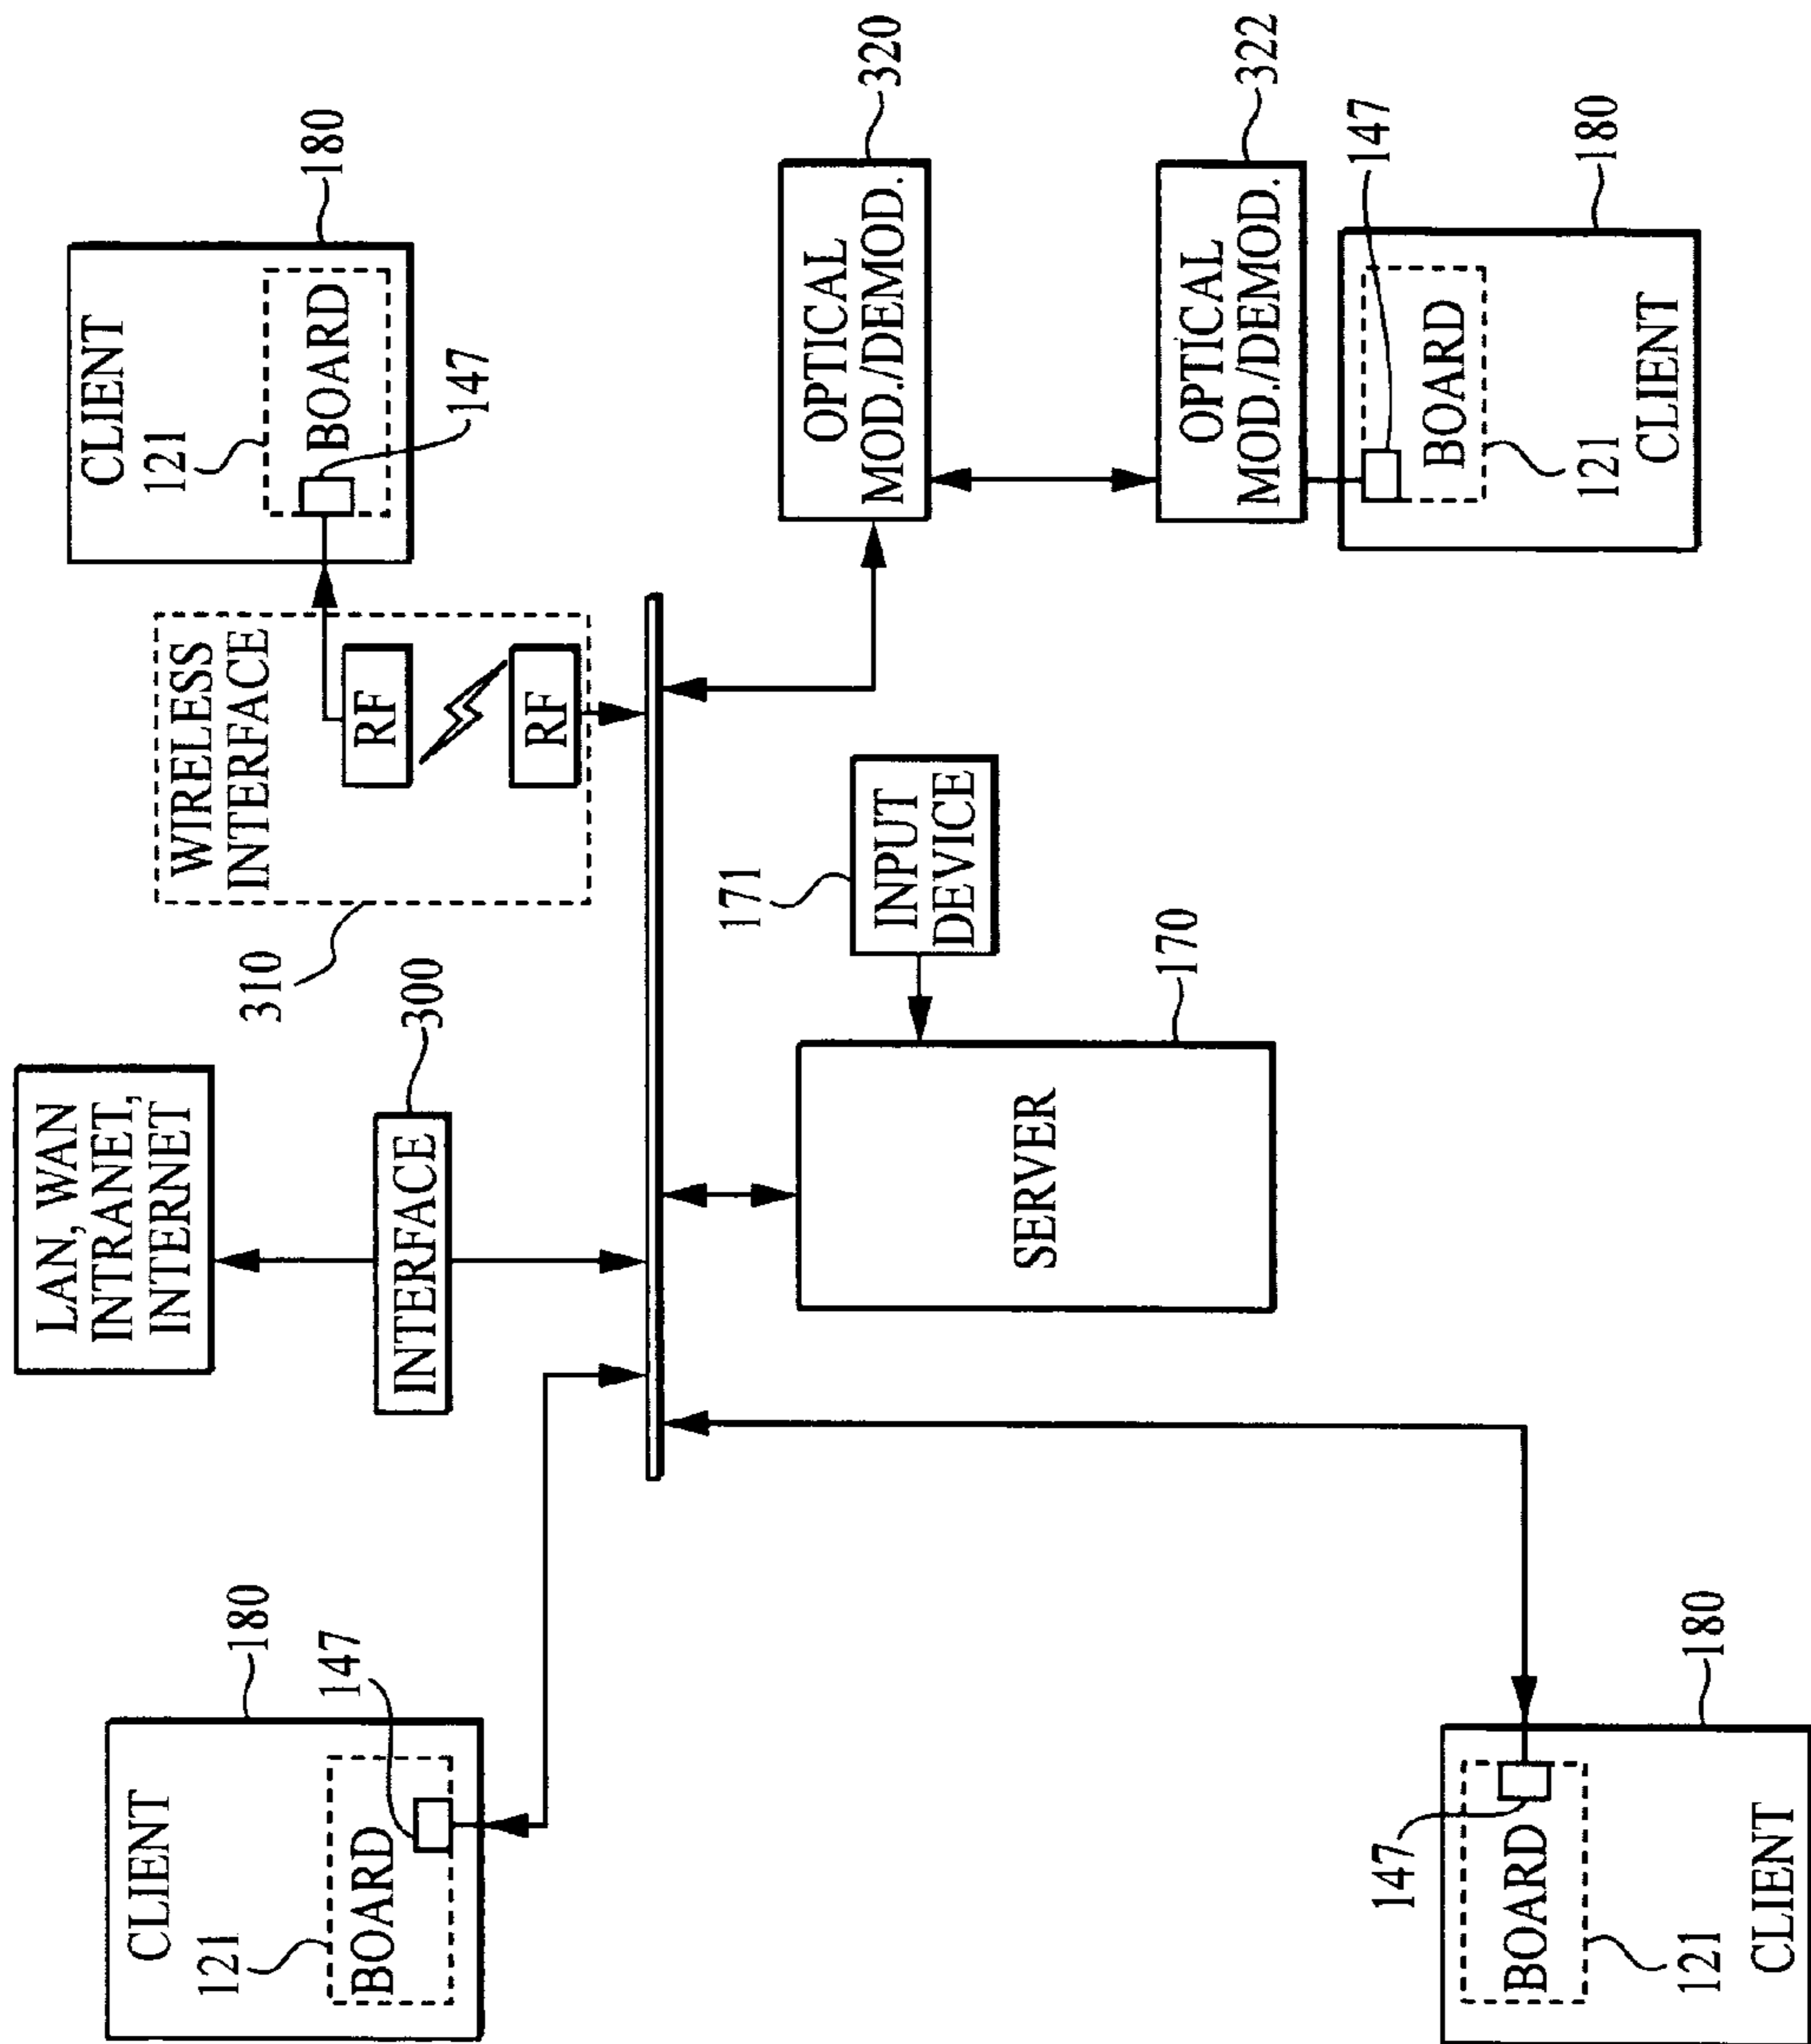 CLIENT
121
BOARD
147
180
LAN, WAN
INTRANET,
INTERNET
INTERFACE
300
WIRELESS
INTERFACE
RF
RF
310
CLIENT
121
BOARD
147
180
SERVER
170
171
INPUT
DEVICE
OPTICAL
MOD./DEMOD.
320
OPTICAL
MOD./DEMOD.
322
147
BOARD
121
CLIENT
180
147
BOARD
121
CLIENT
180